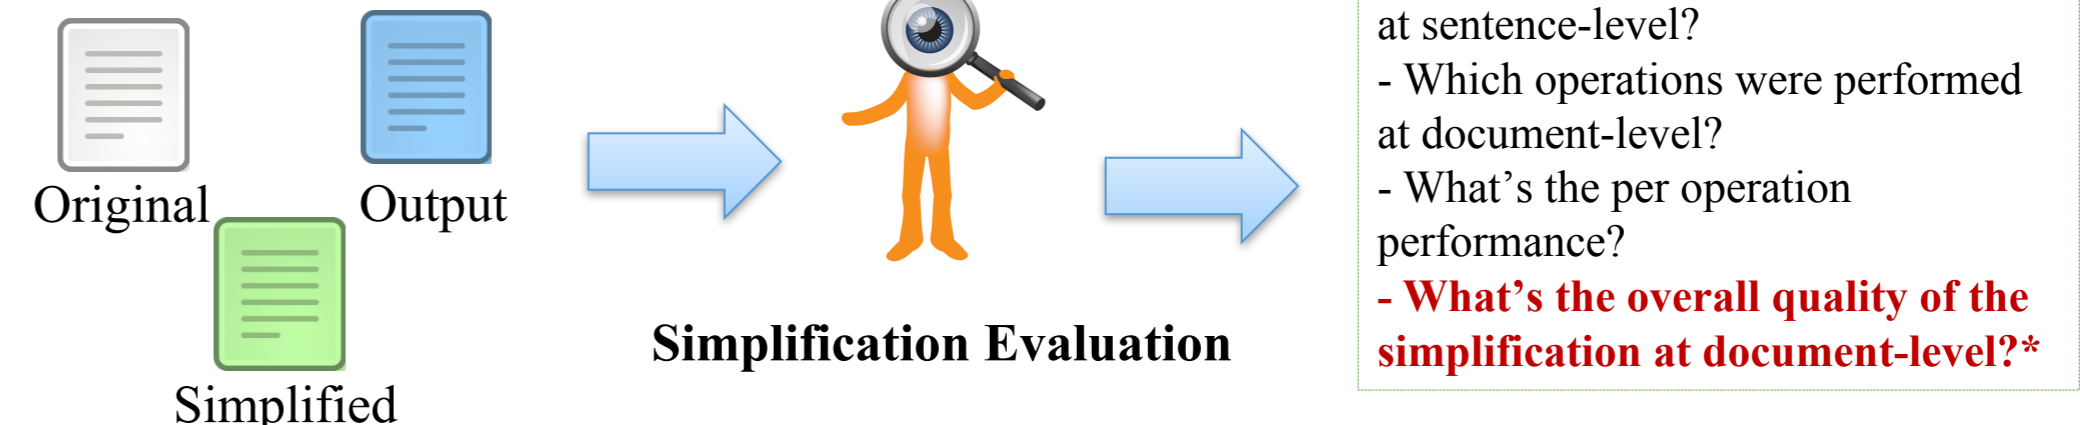 Original
Output
Simplified
Simplification Evaluation
at sentence-level?
- Which operations were performed
at document-level?
- What’s the per operation
performance?
- What’s the overall quality of the
simplification at document-level?*